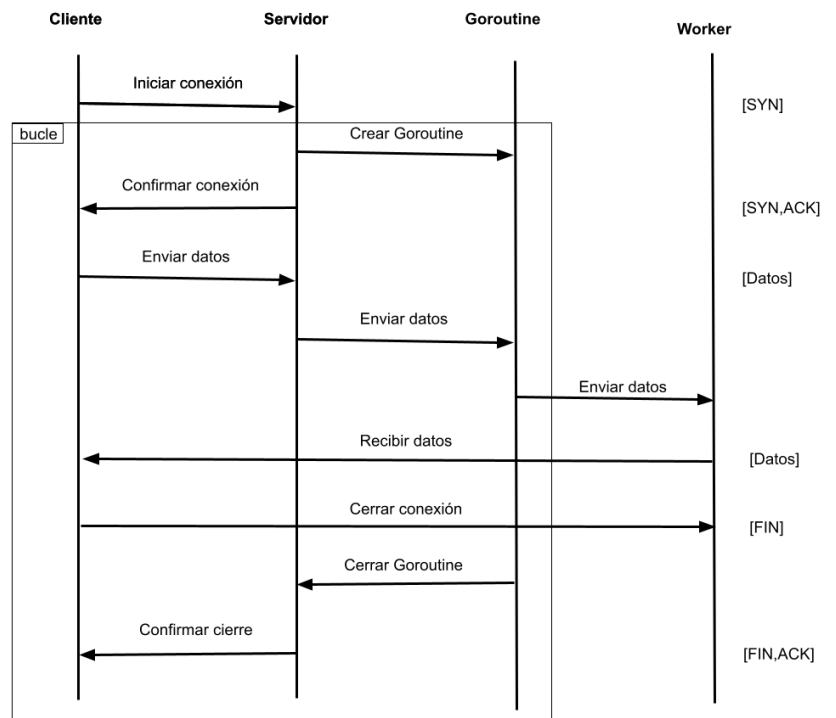 Cliente
Servidor
Goroutine
Worker
Iniciar conexión
[SYN]
bucle
Crear Goroutine
Confirmar conexión
[SYN,ACK]
Enviar datos
[Datos]
Enviar datos
Enviar datos
Recibir datos
[Datos]
Cerrar conexión
[FIN]
Cerrar Goroutine
Confirmar cierre
[FIN,ACK]